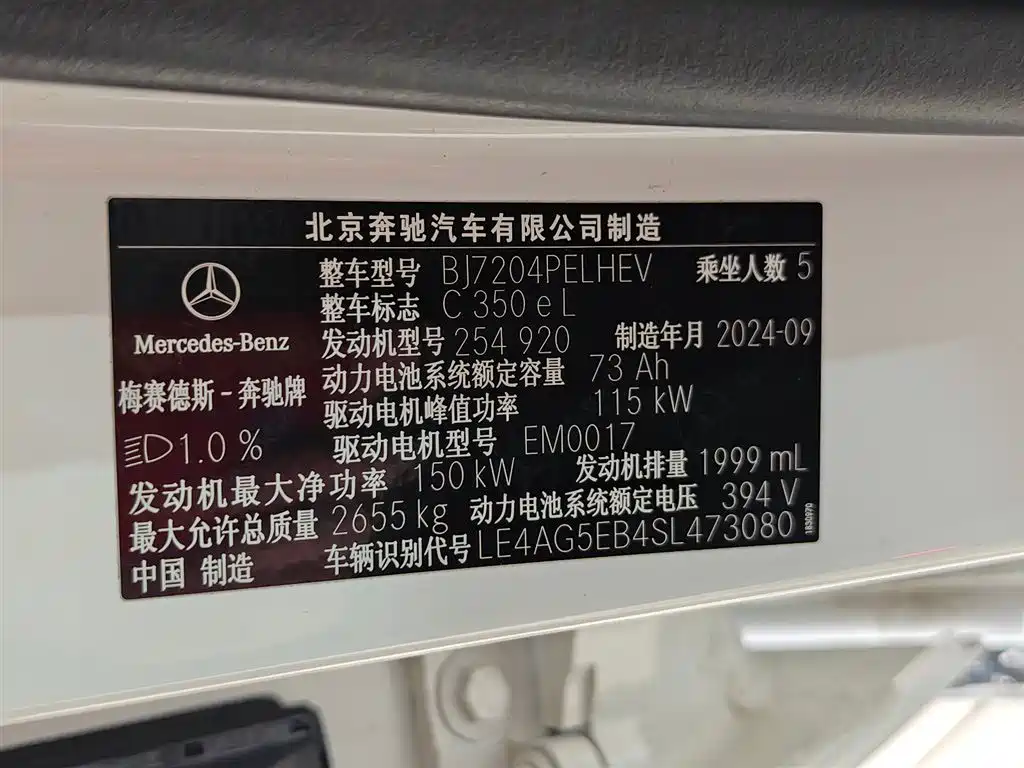 北京奔驰汽车有限公司制造
整车型号 BJ7204PELHEV 乘坐人数 5
整车标志 C 350 e L
Mercedes-Benz
发动机型号 254 920 制造年月 2024-09
梅赛德斯-奔驰牌
动力电池系统额定容量 73 Ah
驱动电机峰值功率 115 kW
1.0 % 驱动电机型号 EM0017
发动机最大净功率 150 kW 发动机排量 1999 mL
最大允许总质量 2655 kg 动力电池系统额定电压 394 V
中国 制造 车辆识别代号 LE4AG5EB4SL473080
1830970